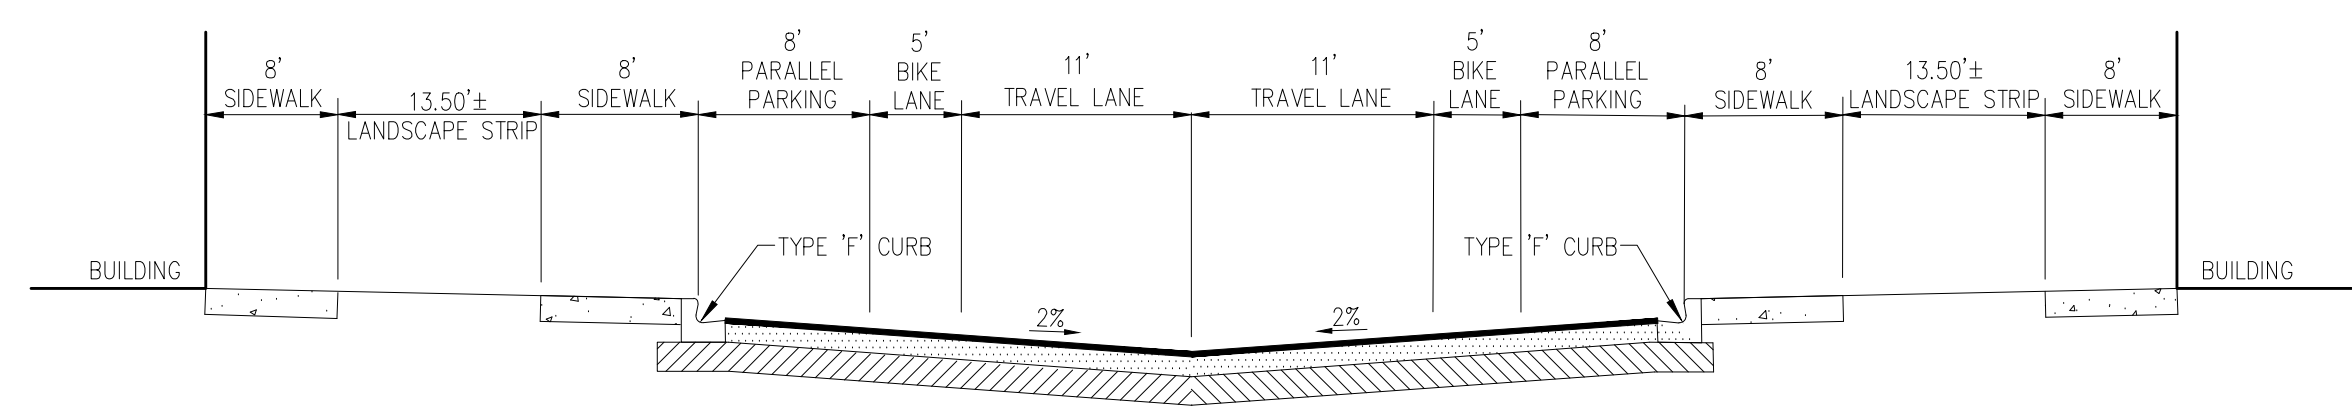 8'
SIDEWALK
13.50'±
LANDSCAPE STRIP
8'
SIDEWALK
8'
PARALLEL
PARKING
5'
BIKE
LANE
11'
TRAVEL LANE
11'
TRAVEL LANE
5'
BIKE
LANE
8'
PARALLEL
PARKING
8'
SIDEWALK
13.50'±
LANDSCAPE STRIP
8'
SIDEWALK
TYPE 'F' CURB
TYPE 'F' CURB
BUILDING
BUILDING
2%
2%